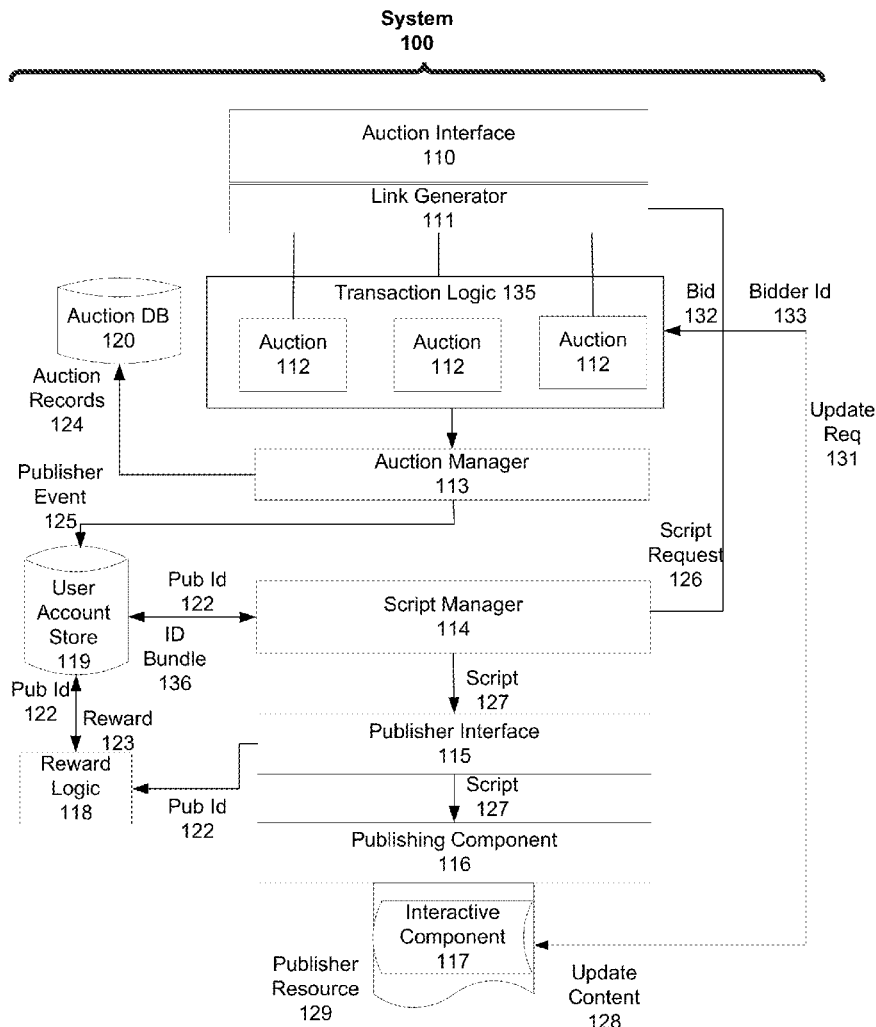 System
100
Auction Interface
110
Link Generator
111
Transaction Logic 135
Auction
112
Auction
112
Auction
112
Bid
132
Bidder Id
133
Auction DB
120
Auction
Records
124
Update
Req
131
Auction Manager
113
Publisher
Event
125
Script
Request
126
User
Account
Store
119
Pub Id
122
ID
Bundle
136
Script Manager
114
Pub Id
122
Reward
123
Script
127
Publisher Interface
115
Reward
Logic
118
Pub Id
122
Script
127
Publishing Component
116
Interactive
Component
117
Publisher
Resource
129
Update
Content
128